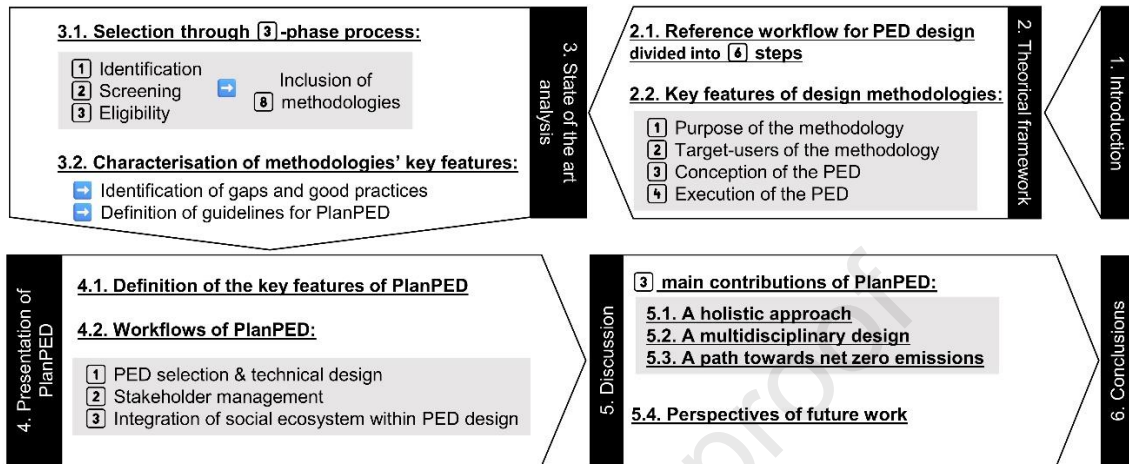 1. Introduction
2. Theorical framework
2.1. Reference workflow for PED design
divided into 6 steps
2.2. Key features of design methodologies:
1 Purpose of the methodology
2 Target-users of the methodology
3 Conception of the PED
4 Execution of the PED
3. State of the art
analysis
3.1. Selection through 3-phase process:
1 Identification
2 Screening
3 Eligibility
Inclusion of
8 methodologies
3.2. Characterisation of methodologies' key features:
Identification of gaps and good practices
Definition of guidelines for PlanPED
4. Presentation of
PlanPED
4.1. Definition of the key features of PlanPED
4.2. Workflows of PlanPED:
1 PED selection & technical design
2 Stakeholder management
3 Integration of social ecosystem within PED design
5. Discussion
3 main contributions of PlanPED:
5.1. A holistic approach
5.2. A multidisciplinary design
5.3. A path towards net zero emissions
5.4. Perspectives of future work
6. Conclusions
proof